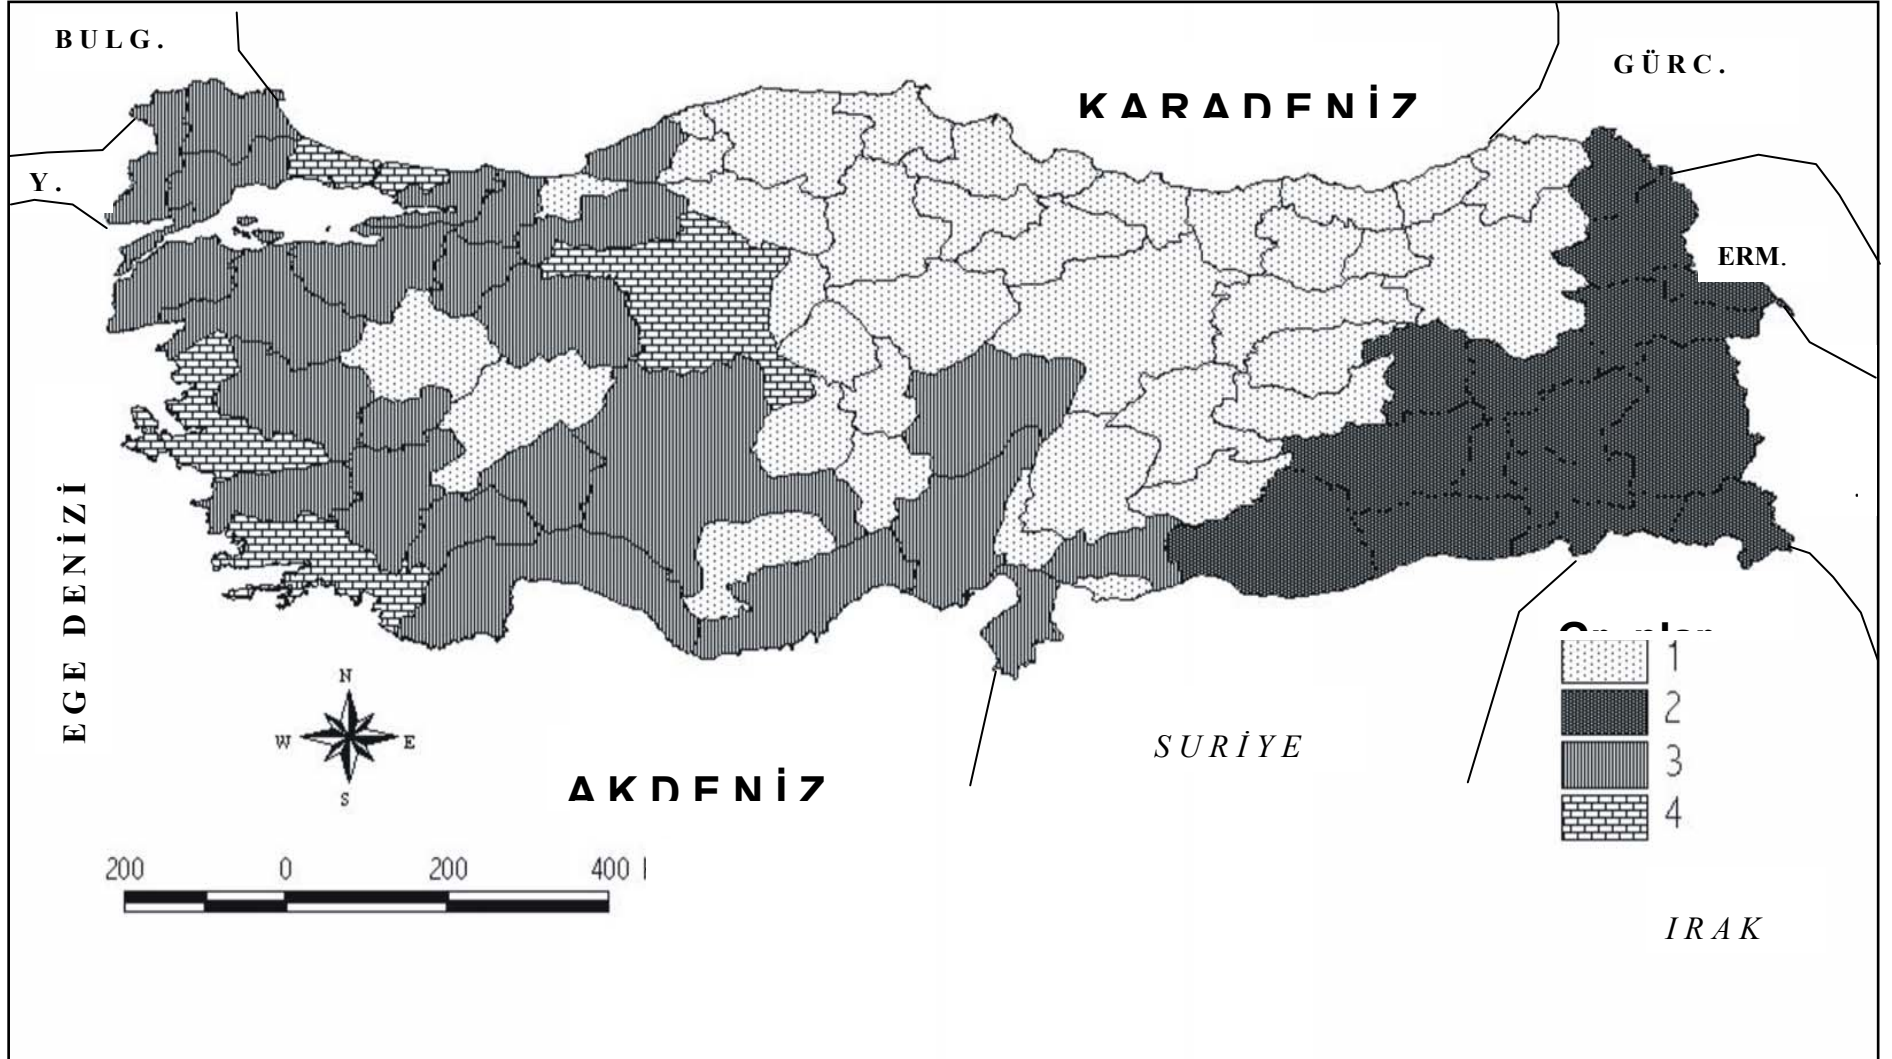 BULG.
GÜRC.
KARADENİZ
Y.
ERM.
EGE DENİZİ
1
2
3
4
N
W E
S
SURİYE
AKDENİZ
200 0 200 400
IRAK